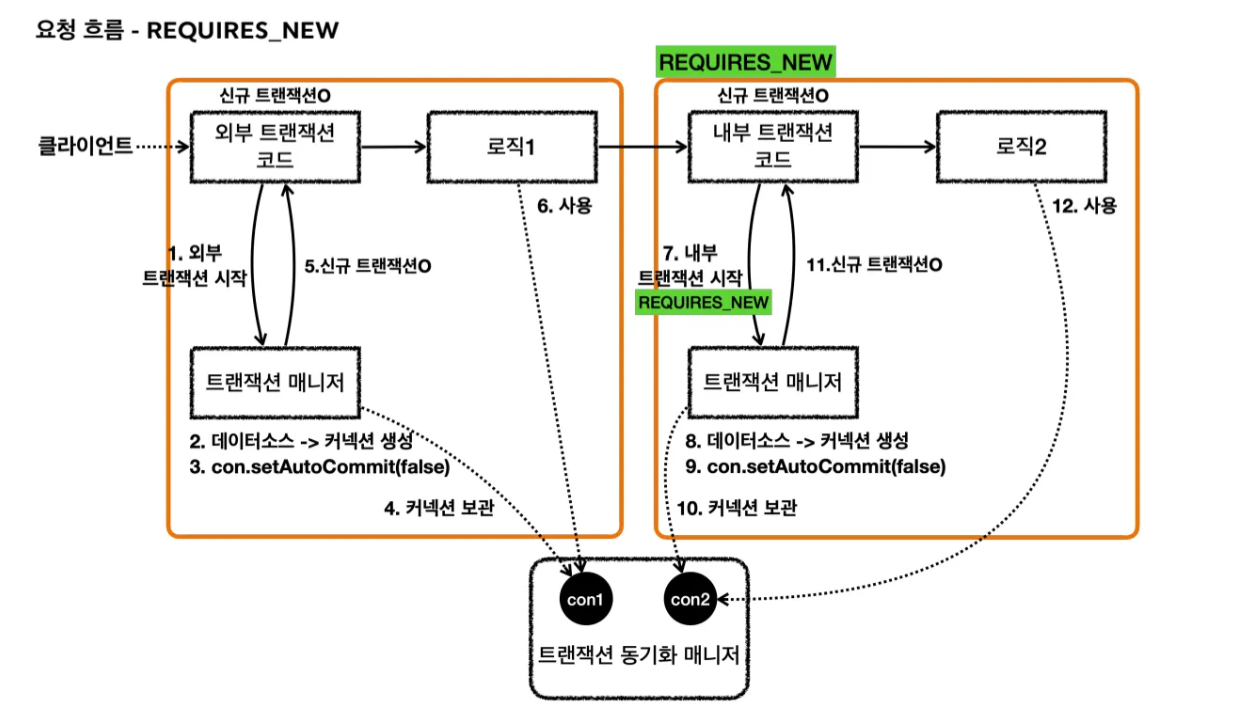 요청 흐름 - REQUIRES_NEW
REQUIRES_NEW
신규 트랜잭션O
신규 트랜잭션O
클라이언트
외부 트랜잭션
코드
로직1
내부 트랜잭션
코드
로직2
6. 사용
12. 사용
1. 외부
트랜잭션 시작
5.신규 트랜잭션O
7. 내부
트랜잭션 시작
REQUIRES_NEW
11.신규 트랜잭션O
트랜잭션 매니저
트랜잭션 매니저
2. 데이터소스 -> 커넥션 생성
3. con.setAutoCommit(false)
8. 데이터소스 -> 커넥션 생성
9. con.setAutoCommit(false)
4. 커넥션 보관
10. 커넥션 보관
con1
con2
트랜잭션 동기화 매니저